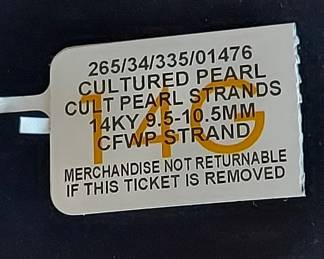 265/34/335/01476
CULTURED PEARL
CULT PEARL STRANDS
14KY 9.5-10.5MM
CFWP STRAND
14G
MERCHANDISE NOT RETURNABLE
IF THIS TICKET IS REMOVED